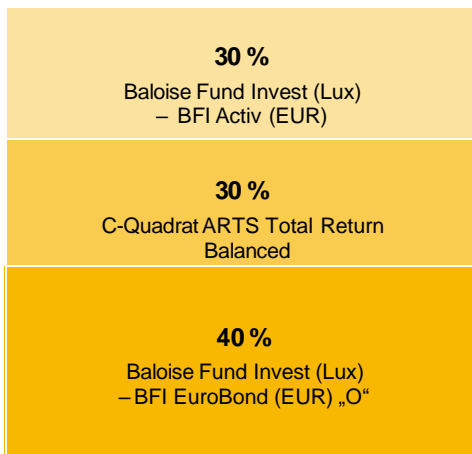 30 %
Baloise Fund Invest (Lux)
– BFI Activ (EUR)
30 %
C-Quadrat ARTS Total Return
Balanced
40 %
Baloise Fund Invest (Lux)
– BFI EuroBond (EUR) „O“